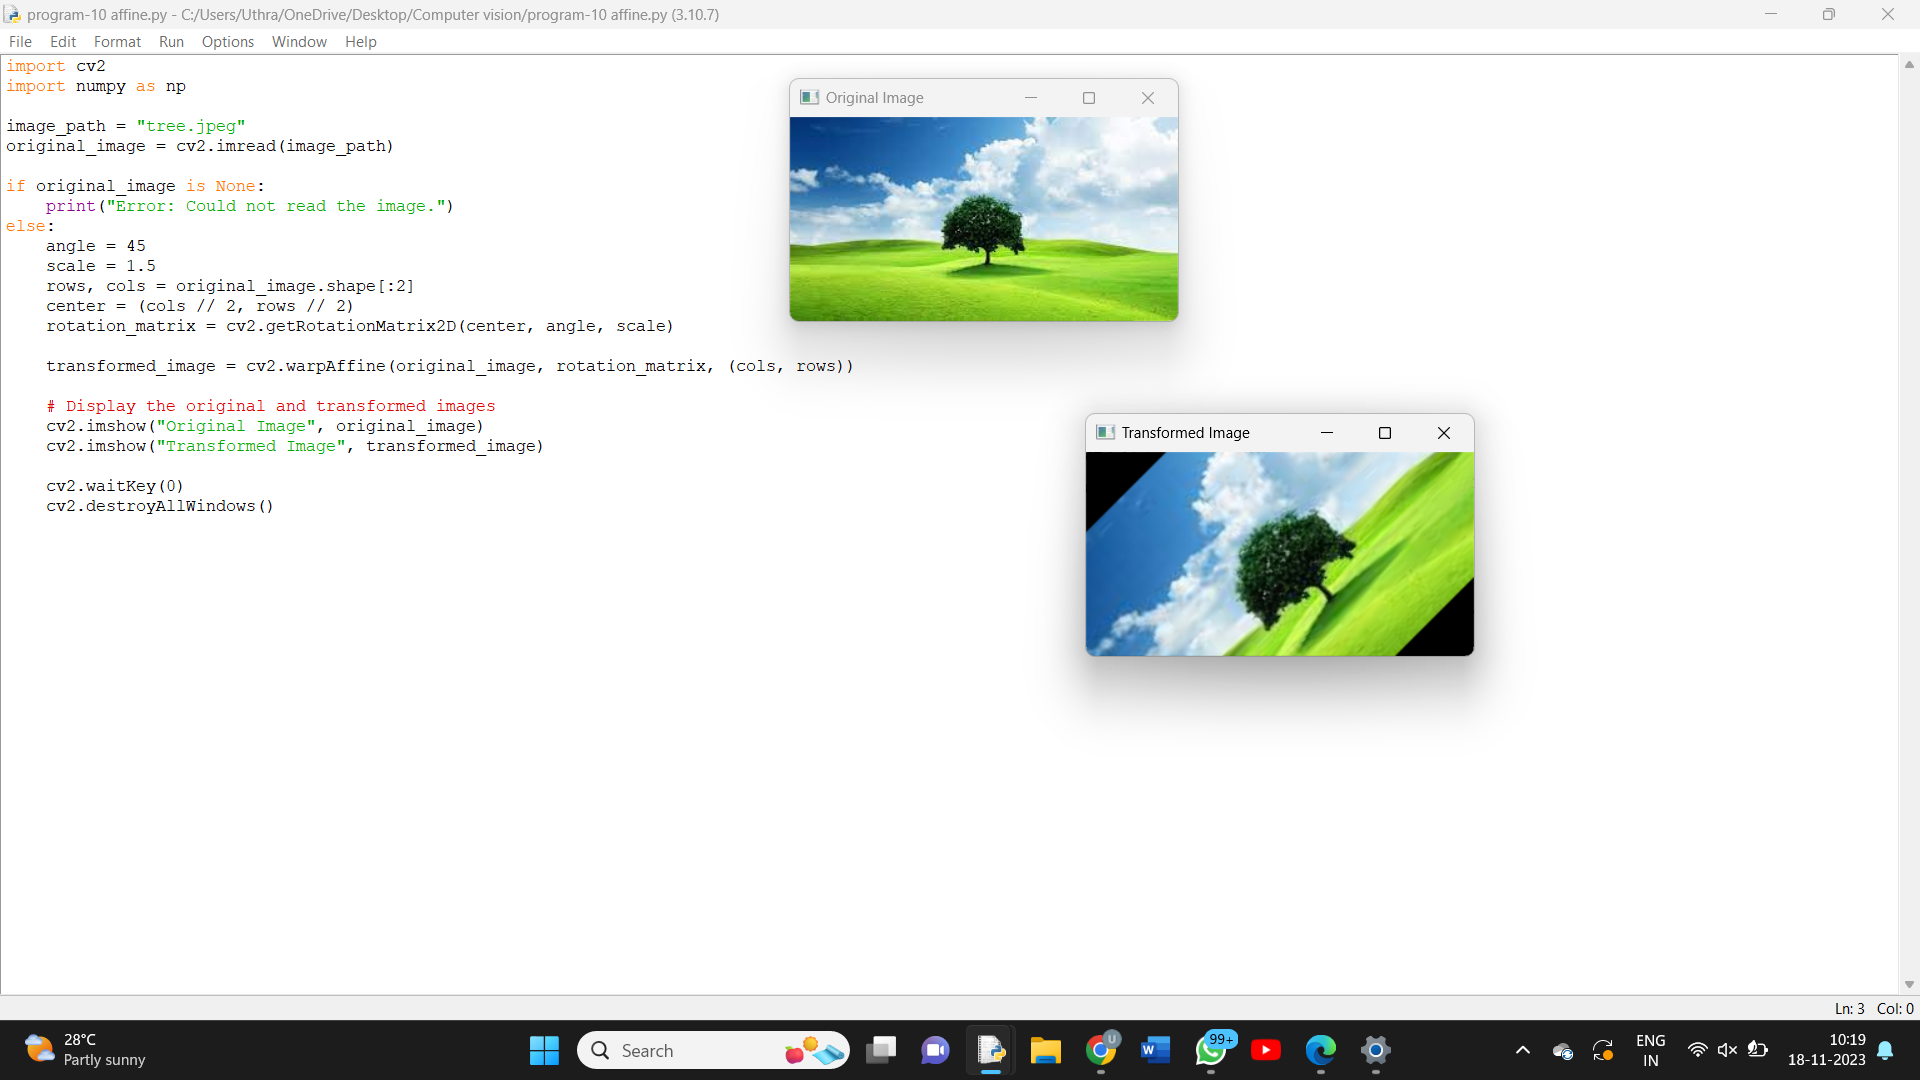 program-10 affine.py - C:/Users/Uthra/OneDrive/Desktop/Computer vision/program-10 affine.py (3.10.7)
File Edit Format Run Options Window Help
import cv2
import numpy as np
image_path = "tree.jpeg"
original_image = cv2.imread(image_path)
if original_image is None:
    print("Error: Could not read the image.")
else:
    angle = 45
    scale = 1.5
    rows, cols = original_image.shape[:2]
    center = (cols // 2, rows // 2)
    rotation_matrix = cv2.getRotationMatrix2D(center, angle, scale)
    transformed_image = cv2.warpAffine(original_image, rotation_matrix, (cols, rows))
    # Display the original and transformed images
    cv2.imshow("Original Image", original_image)
    cv2.imshow("Transformed Image", transformed_image)
    cv2.waitKey(0)
    cv2.destroyAllWindows()
Original Image
Transformed Image
Ln: 3 Col: 0
28°C
Partly sunny
Search
U
W
99+
ENG
IN
10:19
18-11-2023